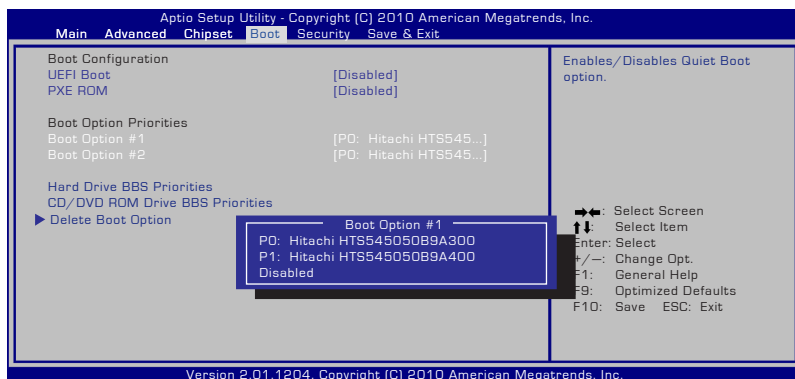 Aptio Setup Utility - Copyright (C) 2010 American Megatrends, Inc.
Main Advanced Chipset Boot Security Save & Exit
Boot Configuration
UEFI Boot [Disabled]
PXE ROM [Disabled]
Boot Option Priorities
Boot Option #1 [P0: Hitachi HTS545...]
Boot Option #2 [P0: Hitachi HTS545...]
Hard Drive BBS Priorities
CD/DVD ROM Drive BBS Priorities
Delete Boot Option
Boot Option #1
P0: Hitachi HTS545050B9A300
P1: Hitachi HTS545050B9A400
Disabled
Enables/Disables Quiet Boot
option.
→←: Select Screen
↑↓: Select Item
Enter: Select
+/—: Change Opt.
F1: General Help
F9: Optimized Defaults
F10: Save ESC: Exit
Version 2.01.1204. Copyright (C) 2010 American Megatrends, Inc.